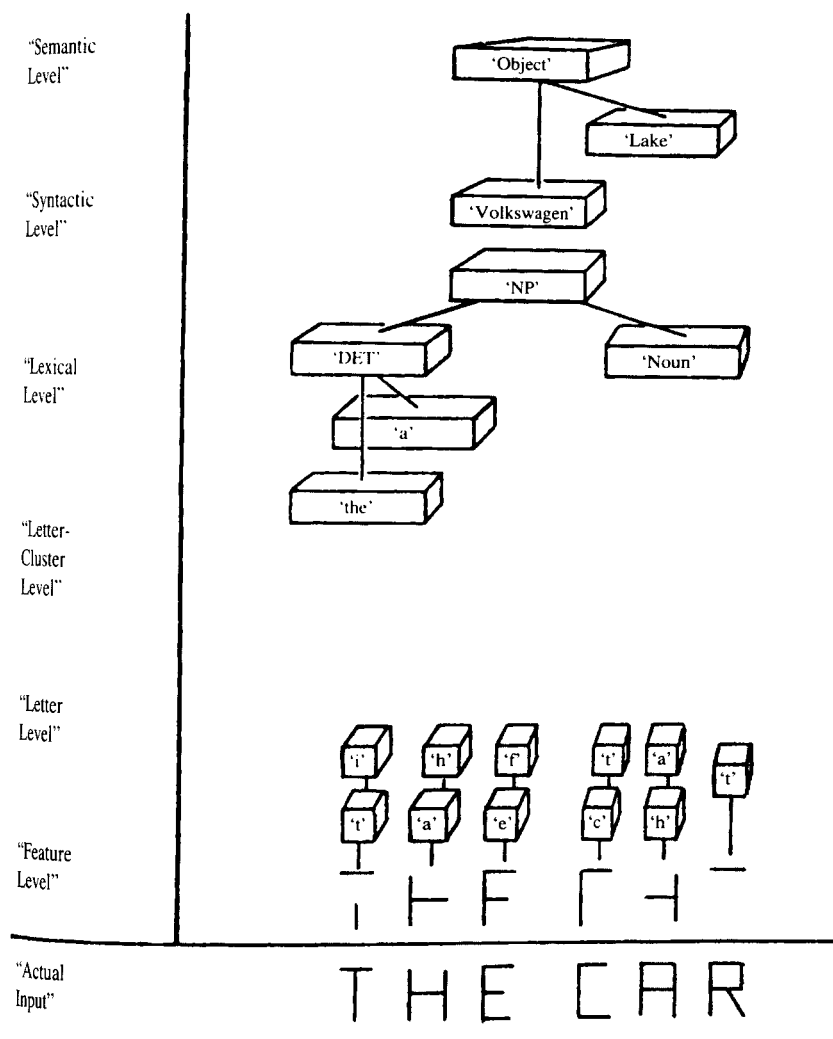 “Semantic
Level”
‘Object’
‘Lake’
“Syntactic
Level”
‘Volkswagen’
‘NP’
“Lexical
Level”
‘DET’
‘Noun’
‘a’
‘the’
“Letter-
Cluster
Level”
“Letter
Level”
‘i’ ‘h’ ‘f’ ‘t’ ‘a’ ‘t’
‘t’ ‘a’ ‘e’ ‘c’ ‘h’
“Feature
Level”
“Actual
Input”
THE CAR